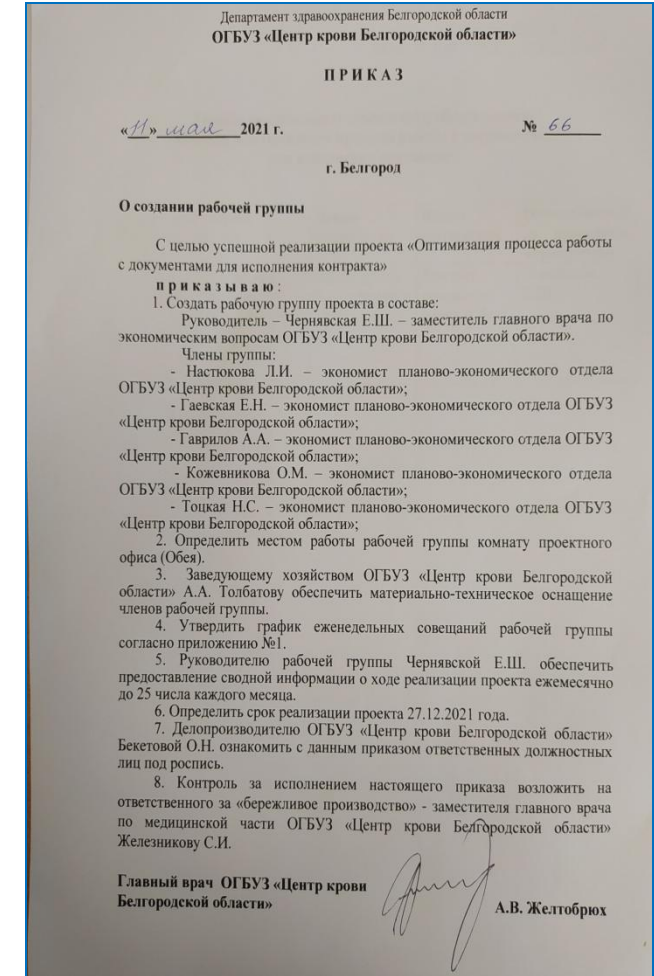 Департамент здравоохранения Белгородской области
ОГБУЗ «Центр крови Белгородской области»
П Р И К А З
«11» мая 2021 г. № 66
г. Белгород
О создании рабочей группы
С целью успешной реализации проекта «Оптимизация процесса работы
с документами для исполнения контракта»
п р и к а з ы в а ю :
1. Создать рабочую группу проекта в составе:
Руководитель – Чернявская Е.Ш. – заместитель главного врача по
экономическим вопросам ОГБУЗ «Центр крови Белгородской области».
Члены группы:
- Настюкова Л.И. – экономист планово-экономического отдела
ОГБУЗ «Центр крови Белгородской области»;
- Гаевская Е.Н. – экономист планово-экономического отдела ОГБУЗ
«Центр крови Белгородской области»;
- Гаврилов А.А. – экономист планово-экономического отдела ОГБУЗ
«Центр крови Белгородской области»;
- Кожевникова О.М. – экономист планово-экономического отдела
ОГБУЗ «Центр крови Белгородской области»;
- Тоцкая Н.С. – экономист планово-экономического отдела ОГБУЗ
«Центр крови Белгородской области»;
2. Определить местом работы рабочей группы комнату проектного
офиса (Обея).
3. Заведующему хозяйством ОГБУЗ «Центр крови Белгородской
области» А.А. Толбатову обеспечить материально-техническое оснащение
членов рабочей группы.
4. Утвердить график еженедельных совещаний рабочей группы
согласно приложению №1.
5. Руководителю рабочей группы Чернявской Е.Ш. обеспечить
предоставление сводной информации о ходе реализации проекта ежемесячно
до 25 числа каждого месяца.
6. Определить срок реализации проекта 27.12.2021 года.
7. Делопроизводителю ОГБУЗ «Центр крови Белгородской области»
Бекетовой О.Н. ознакомить с данным приказом ответственных должностных
лиц под роспись.
8. Контроль за исполнением настоящего приказа возложить на
ответственного за «бережливое производство» - заместителя главного врача
по медицинской части ОГБУЗ «Центр крови Белгородской области»
Железникову С.И.
Главный врач ОГБУЗ «Центр крови
Белгородской области» А.В. Желтобрюх